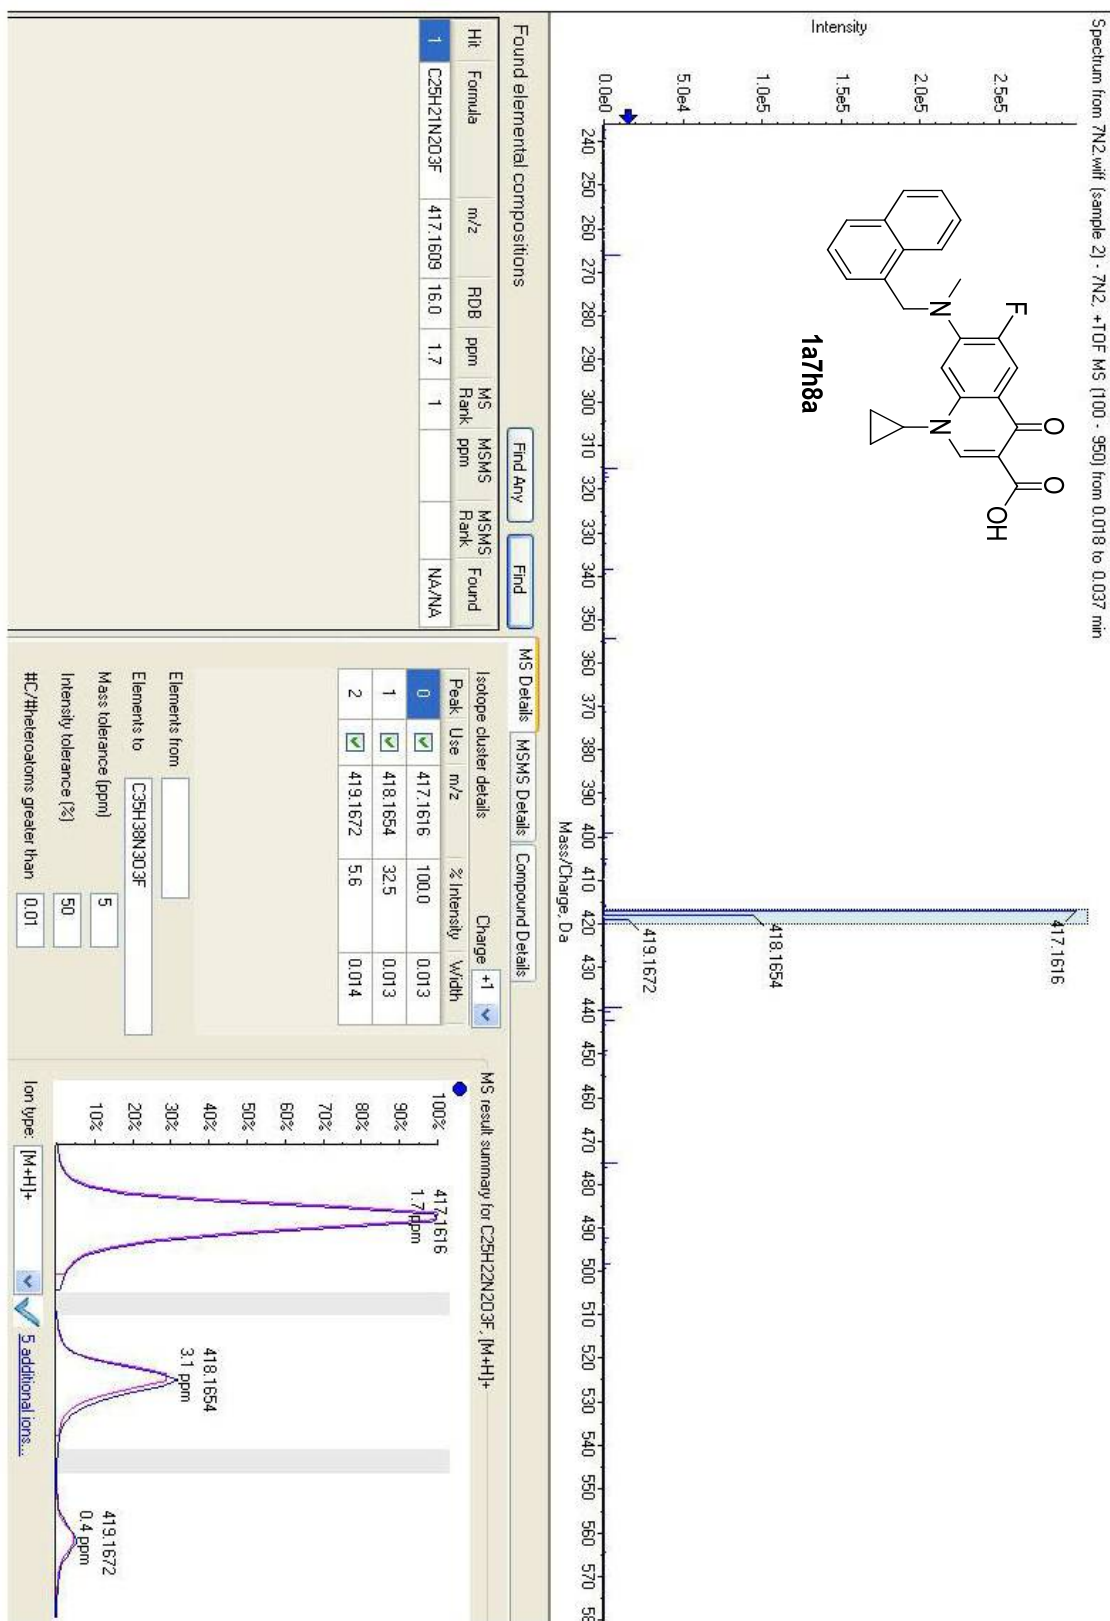 Spectrum from 7N2.wiff (sample 2) - 7N2, +TOF MS (100 - 950) from 0.018 to 0.037 min
Intensity
2.5e5
2.0e5
1.5e5
1.0e5
5.0e4
0.0e0
417.1616
418.1654
419.1672
F
O
O
OH
N
N
1a7h8a
240 250 260 270 280 290 300 310 320 330 340 350 360 370 380 390 400 410 420 430 440 450 460 470 480 490 500 510 520 530 540 550 560 570 58
Mass/Charge, Da
Found elemental compositions
Find Any
Find
Hit Formula m/z RDB ppm MS Rank MSMS ppm MSMS Rank Found
1 C25H21N2O3F 417.1609 16.0 1.7 1 NA/NA
MS Details MSMS Details Compound Details
Isotope cluster details
Charge +1
Peak Use m/z % Intensity Width
0 417.1616 100.0 0.013
1 418.1654 32.5 0.013
2 419.1672 5.6 0.014
Elements from
Elements to C35H38N3O3F
Mass tolerance (ppm) 5
Intensity tolerance (%) 50
#C/#heteroatoms greater than 0.01
MS result summary for C25H22N2O3F, [M+H]+
100%
90%
80%
70%
60%
50%
40%
30%
20%
10%
417.1616
1.7 ppm
418.1654
3.1 ppm
419.1672
0.4 ppm
Ion type: [M+H]+
5 additional ions...